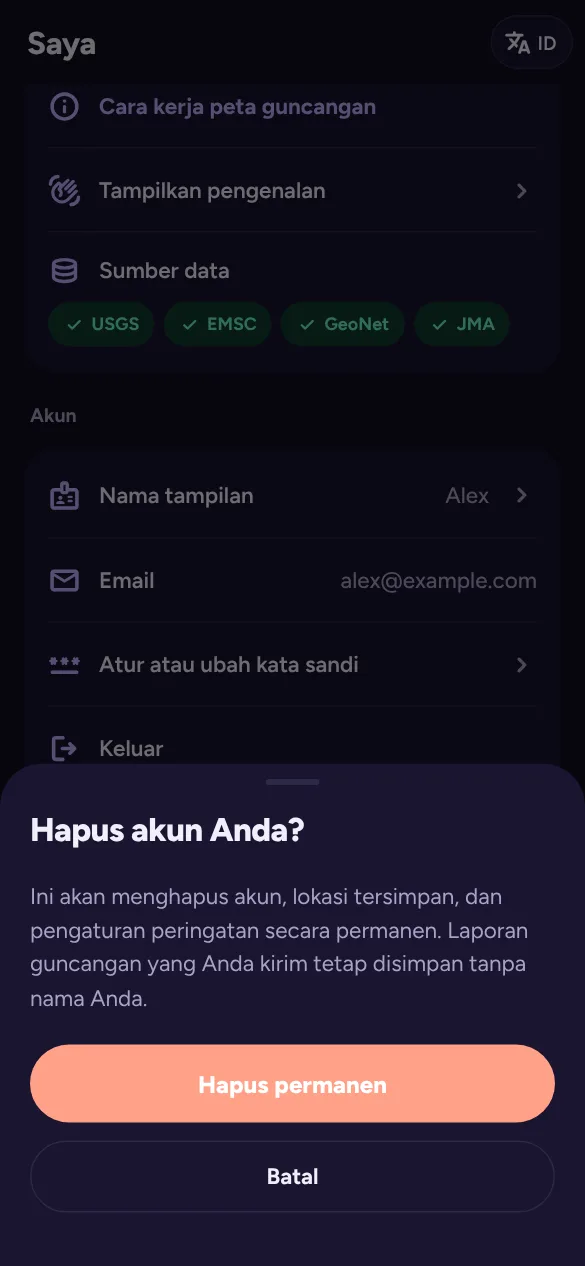 Saya
ID
Cara kerja peta guncangan
Tampilkan pengenalan
Sumber data
USGS EMSC GeoNet JMA
Akun
Nama tampilan Alex
Email alex@example.com
Atur atau ubah kata sandi
Keluar
Hapus akun Anda?
Ini akan menghapus akun, lokasi tersimpan, dan
pengaturan peringatan secara permanen. Laporan
guncangan yang Anda kirim tetap disimpan tanpa
nama Anda.
Hapus permanen
Batal